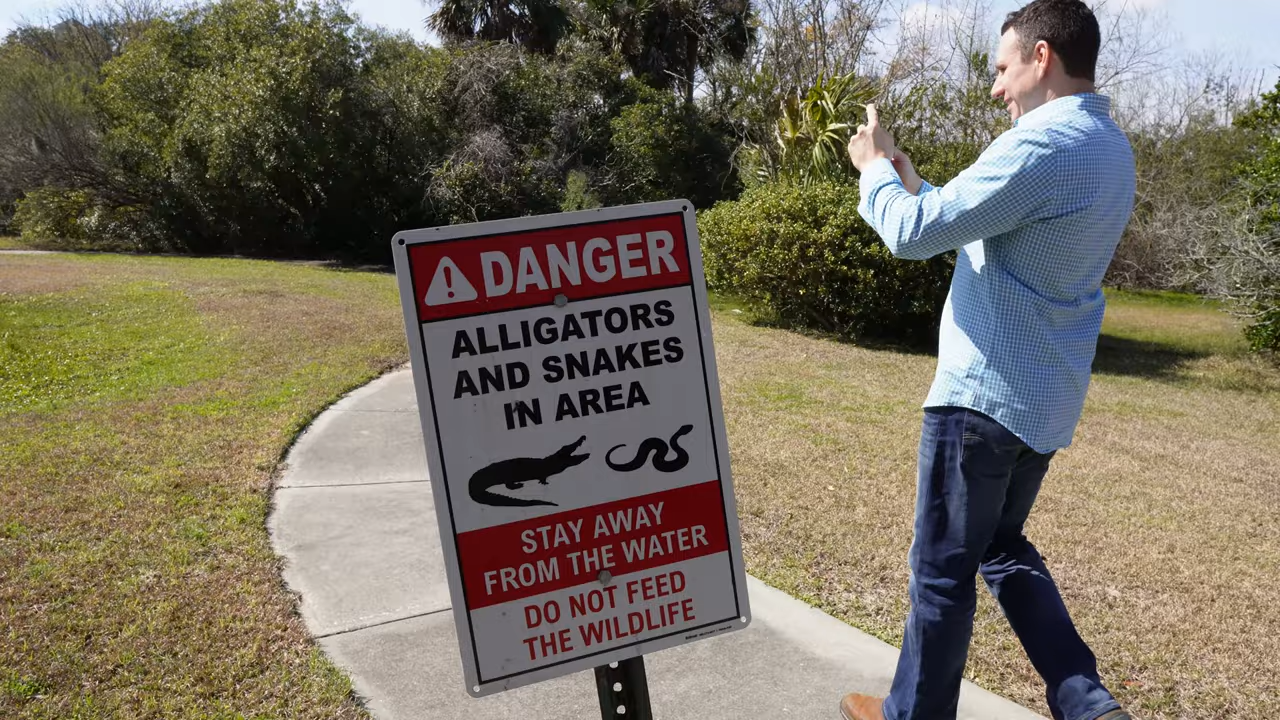 DANGER
ALLIGATORS
AND SNAKES
IN AREA
STAY AWAY
FROM THE WATER
DO NOT FEED
THE WILDLIFE